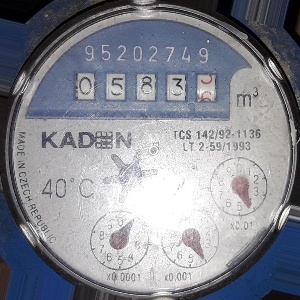 95202749
0583
m³
KADEN
TCS 142/92-1136
LT 2-59/1993
MADE IN CZECH REPUBLIC
40°C
x0.01
x0.0001
x0.001